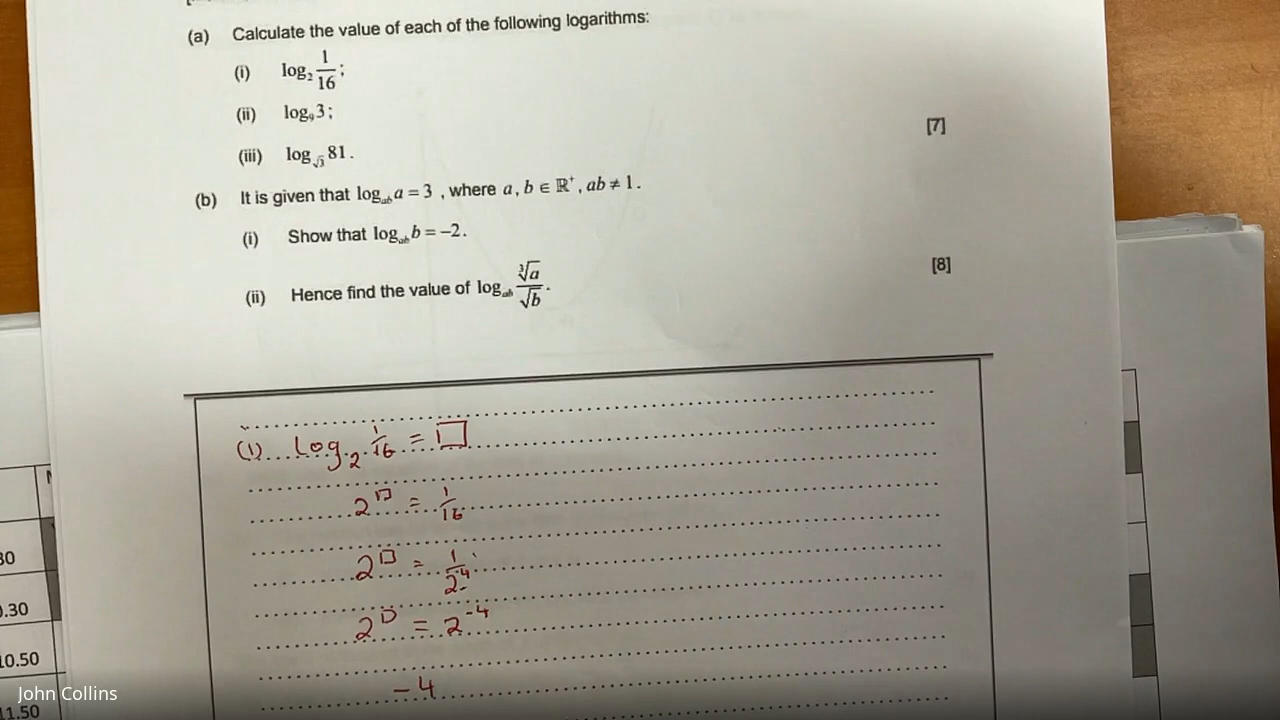 (a) Calculate the value of each of the following logarithms:
(i) log₂ 1/16;
(ii) log₉3;
[7]
(iii) log_√3 81.
(b) It is given that log_ab a = 3, where a, b ∈ ℝ⁺, ab ≠ 1.
(i) Show that log_ab b = –2.
[8]
(ii) Hence find the value of log_ab ∛a/√b.
(1) Log₂ 1/16 = □
2^□ = 1/16
2^□ = 1/2⁴
2^□ = 2⁻⁴
-4
30
0.30
10.50
11.50
John Collins